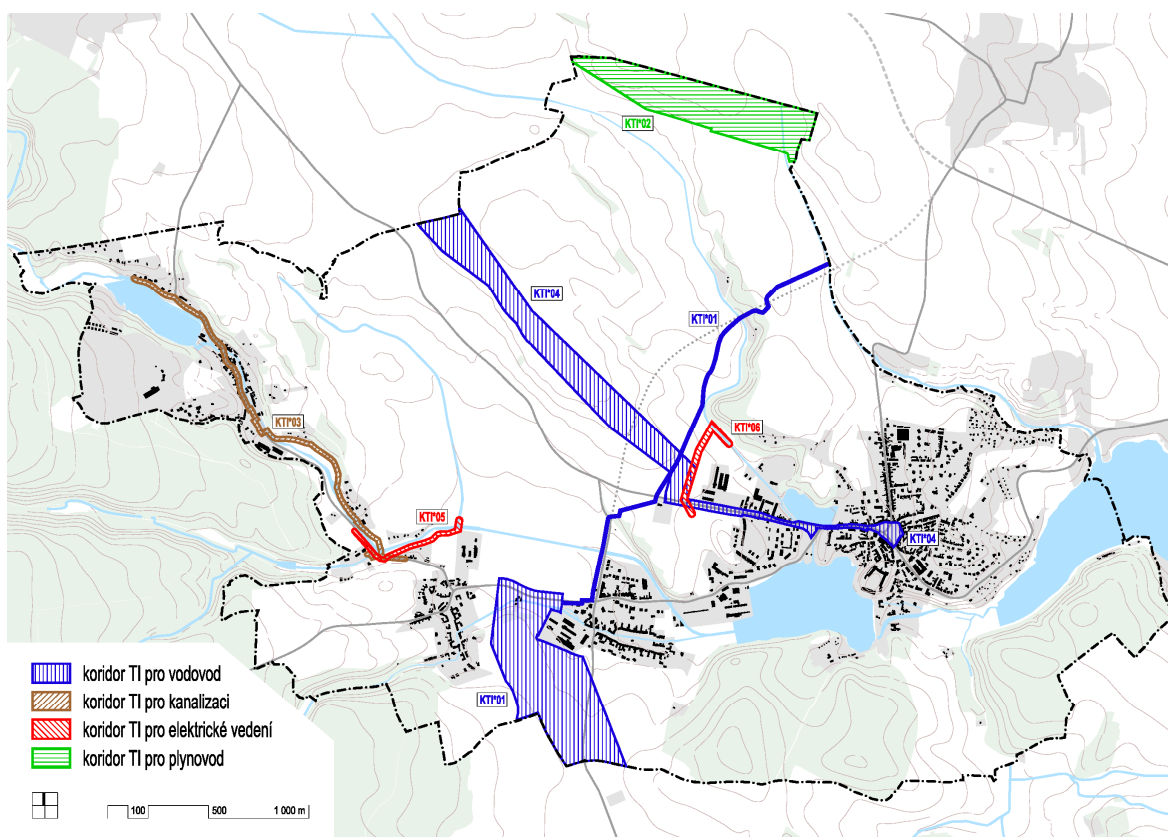 KTI*02
KTI*04
KTI*01
KTI*03
KTI*06
KTI*05
KTI*04
KTI*01
koridor TI pro vodovod
koridor TI pro kanalizaci
koridor TI pro elektrické vedení
koridor TI pro plynovod
100 500 1 000 m